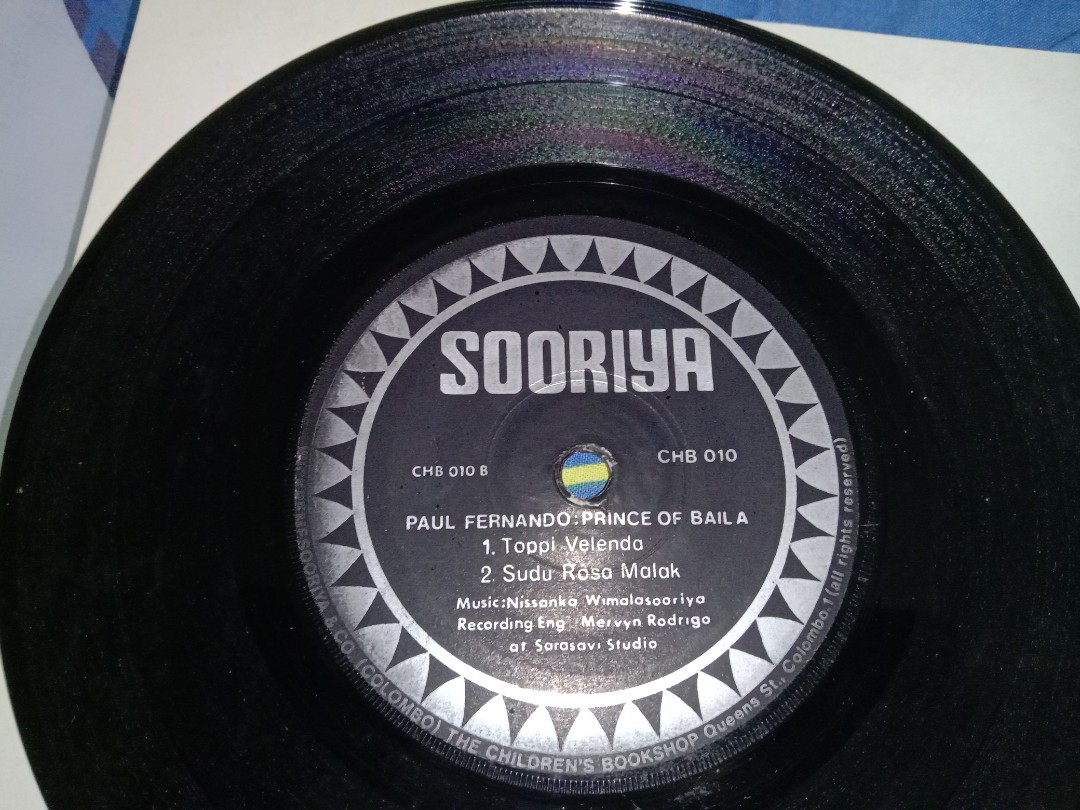 SOORIYA
CHB 010 B
CHB 010
PAUL FERNANDO:PRINCE OF BAILA
1. Toppi Velenda
2. Sudu Rosa Malak
Music:Nissanka Wimalasooriya
Recording Eng: Mervyn Rodrigo
at Sarasavi Studio
SOORIYA & CO. (COLOMBO) THE CHILDREN'S BOOKSHOP Queens St., Colombo.1 (all rights reserved)